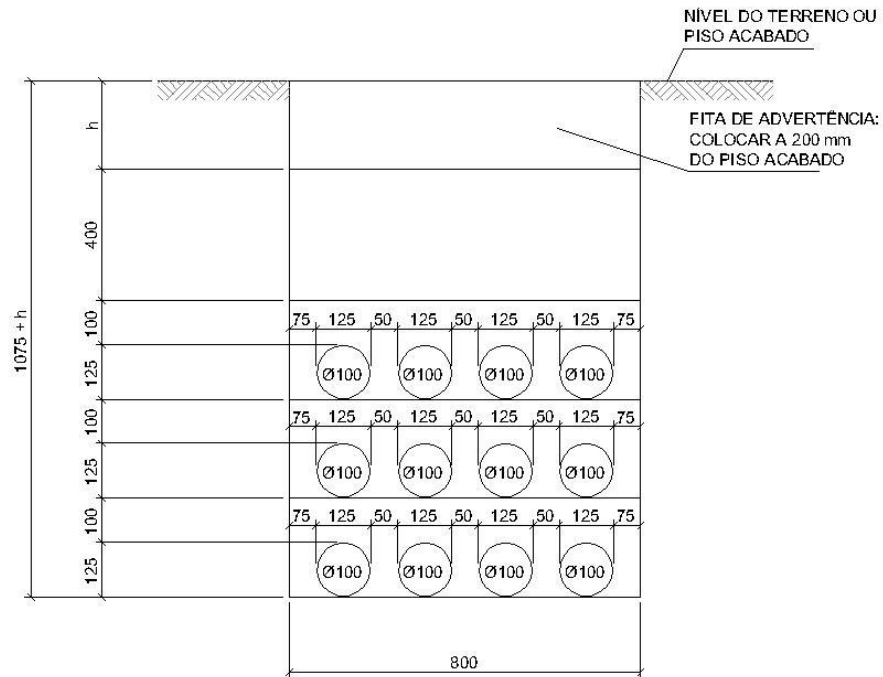 NÍVEL DO TERRENO OU
PISO ACABADO
FITA DE ADVERTÊNCIA:
COLOCAR A 200 mm
DO PISO ACABADO
h
400
1075 + h
100
125
100
125
100
125
75 125 50 125 50 125 50 125 75
Ø100 Ø100 Ø100 Ø100
75 125 50 125 50 125 50 125 75
Ø100 Ø100 Ø100 Ø100
75 125 50 125 50 125 50 125 75
Ø100 Ø100 Ø100 Ø100
800